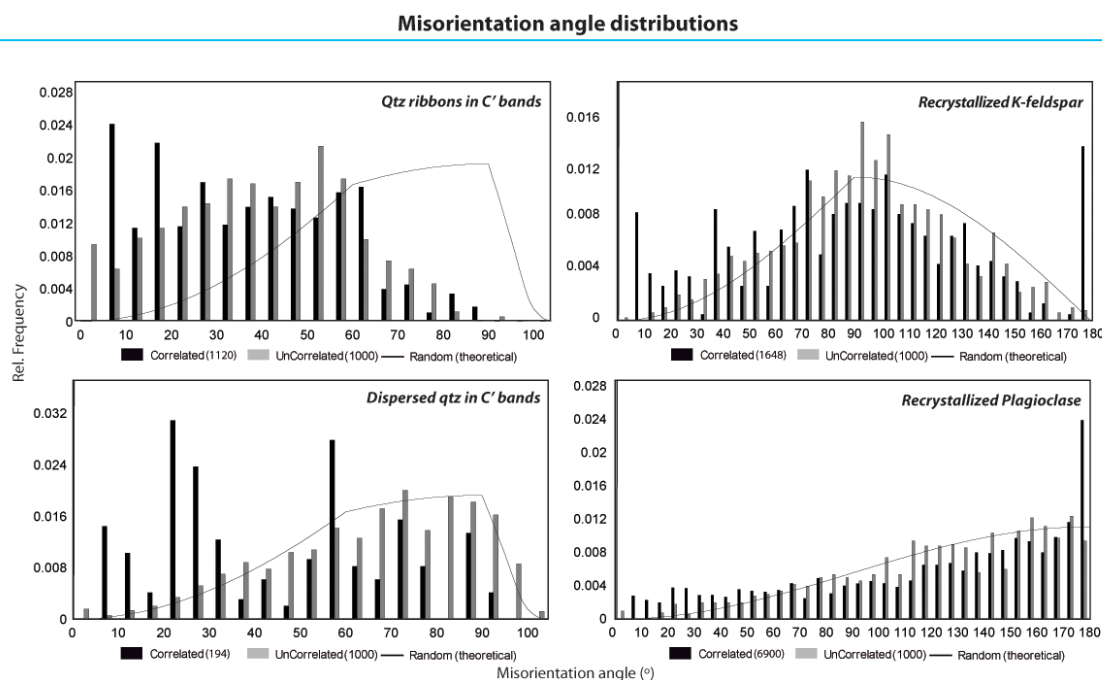 Misorientation angle distributions
Rel. Frequency
Qtz ribbons in C' bands
0.028
0.024
0.02
0.016
0.012
0.008
0.004
0
0 10 20 30 40 50 60 70 80 90 100
Correlated (1120) UnCorrelated (1000) Random (theoretical)
Recrystallized K-feldspar
0.016
0.012
0.008
0.004
0
0 10 20 30 40 50 60 70 80 90 100 110 120 130 140 150 160 170 180
Correlated (1648) UnCorrelated (1000) Random (theoretical)
Dispersed qtz in C' bands
0.032
0.024
0.016
0.008
0
0 10 20 30 40 50 60 70 80 90 100
Correlated (194) UnCorrelated (1000) Random (theoretical)
Recrystallized Plagioclase
0.028
0.024
0.02
0.016
0.012
0.008
0.004
0
0 10 20 30 40 50 60 70 80 90 100 110 120 130 140 150 160 170 180
Correlated (6900) UnCorrelated (1000) Random (theoretical)
Misorientation angle (º)